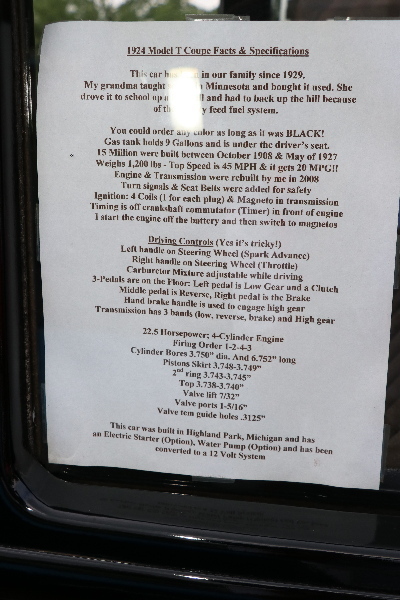 1924 Model T Coupe Facts & Specifications
This car has in our family since 1929.
My grandma taught Minnesota and bought it used. She
drove it to school up and had to back up the hill because
of the feed fuel system.
You could order any color as long as it was BLACK!
Gas tank holds 9 Gallons and is under the driver's seat.
15 Million were built between October 1908 & May of 1927
Weighs 1,200 lbs - Top Speed is 45 MPH & it gets 20 MPG!!
Engine & Transmission were rebuilt by me in 2008
Turn signals & Seat Belts were added for safety
Ignition: 4 Coils (1 for each plug) & Magneto in transmission
Timing is off crankshaft commutator (Timer) in front of engine
I start the engine off the battery and then switch to magnetos
Driving Controls (Yes it's tricky!)
Left handle on Steering Wheel (Spark Advance)
Right handle on Steering Wheel (Throttle)
Carburetor Mixture adjustable while driving
3-Pedals are on the Floor: Left pedal is Low Gear and a Clutch
Middle pedal is Reverse, Right pedal is the Brake
Hand brake handle is used to engage high gear
Transmission has 3 bands (low, reverse, brake) and High gear
22.5 Horsepower; 4-Cylinder Engine
Firing Order 1-2-4-3
Cylinder Bores 3.750" dia. And 6.752" long
Pistons Skirt 3.748-3.749"
2nd ring 3.743-3.745"
Top 3.738-3.740"
Valve lift 7/32"
Valve ports 1-5/16"
Valve tem guide holes .3125"
This car was built in Highland Park, Michigan and has
an Electric Starter (Option), Water Pump (Option) and has been
converted to a 12 Volt System